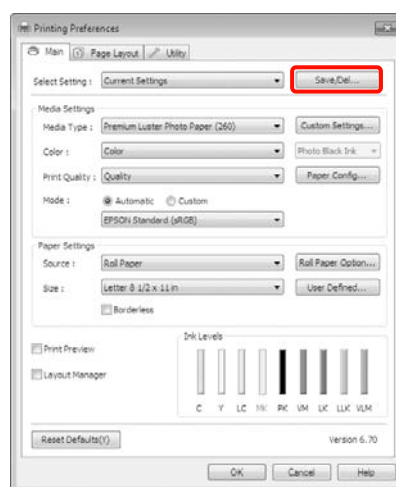 Printing Preferences
Main Page Layout Utility
Select Setting : Current Settings Save/Del...
Media Settings
Media Type : Premium Luster Photo Paper (260) Custom Settings...
Color : Color Photo Black Ink
Print Quality : Quality Paper Config...
Mode : Automatic Custom
EPSON Standard (sRGB)
Paper Settings
Source : Roll Paper Roll Paper Option...
Size : Letter 8 1/2 x 11 in User Defined...
Borderless
Ink Levels
Print Preview
Layout Manager
C Y LC MK PK VM LK LLK VLM
Reset Defaults(Y) Version 6.70
OK Cancel Help